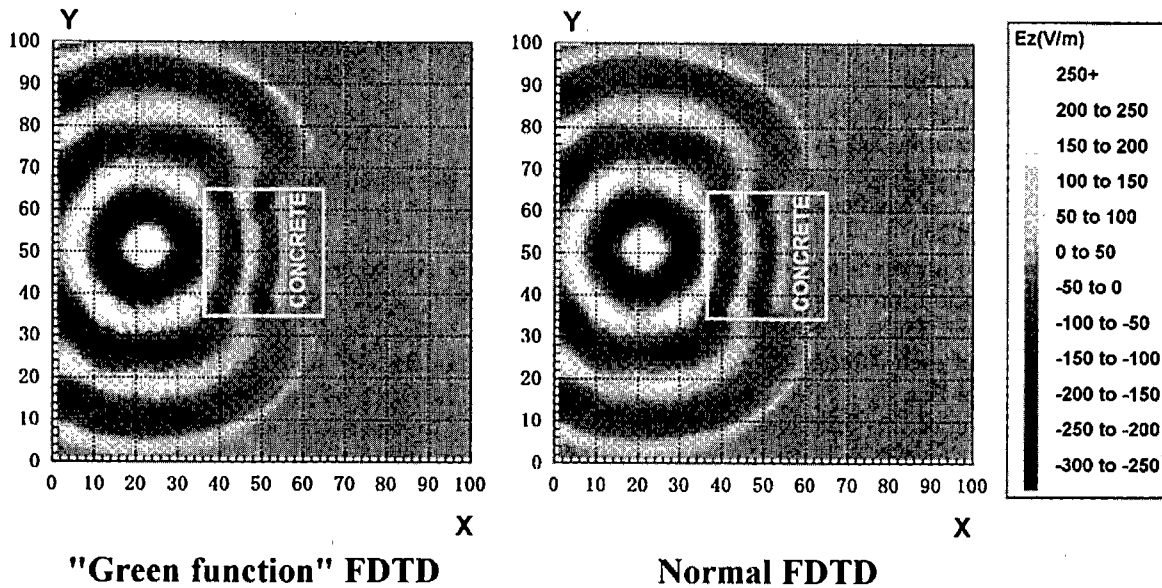 Y
100
90
80
70
60
50
40
30
20
10
0
CONCRETE
0 10 20 30 40 50 60 70 80 90 100
X
"Green function" FDTD
Y
100
90
80
70
60
50
40
30
20
10
0
CONCRETE
0 10 20 30 40 50 60 70 80 90 100
X
Normal FDTD
Ez(V/m)
250+
200 to 250
150 to 200
100 to 150
50 to 100
0 to 50
-50 to 0
-100 to -50
-150 to -100
-200 to -150
-250 to -200
-300 to -250